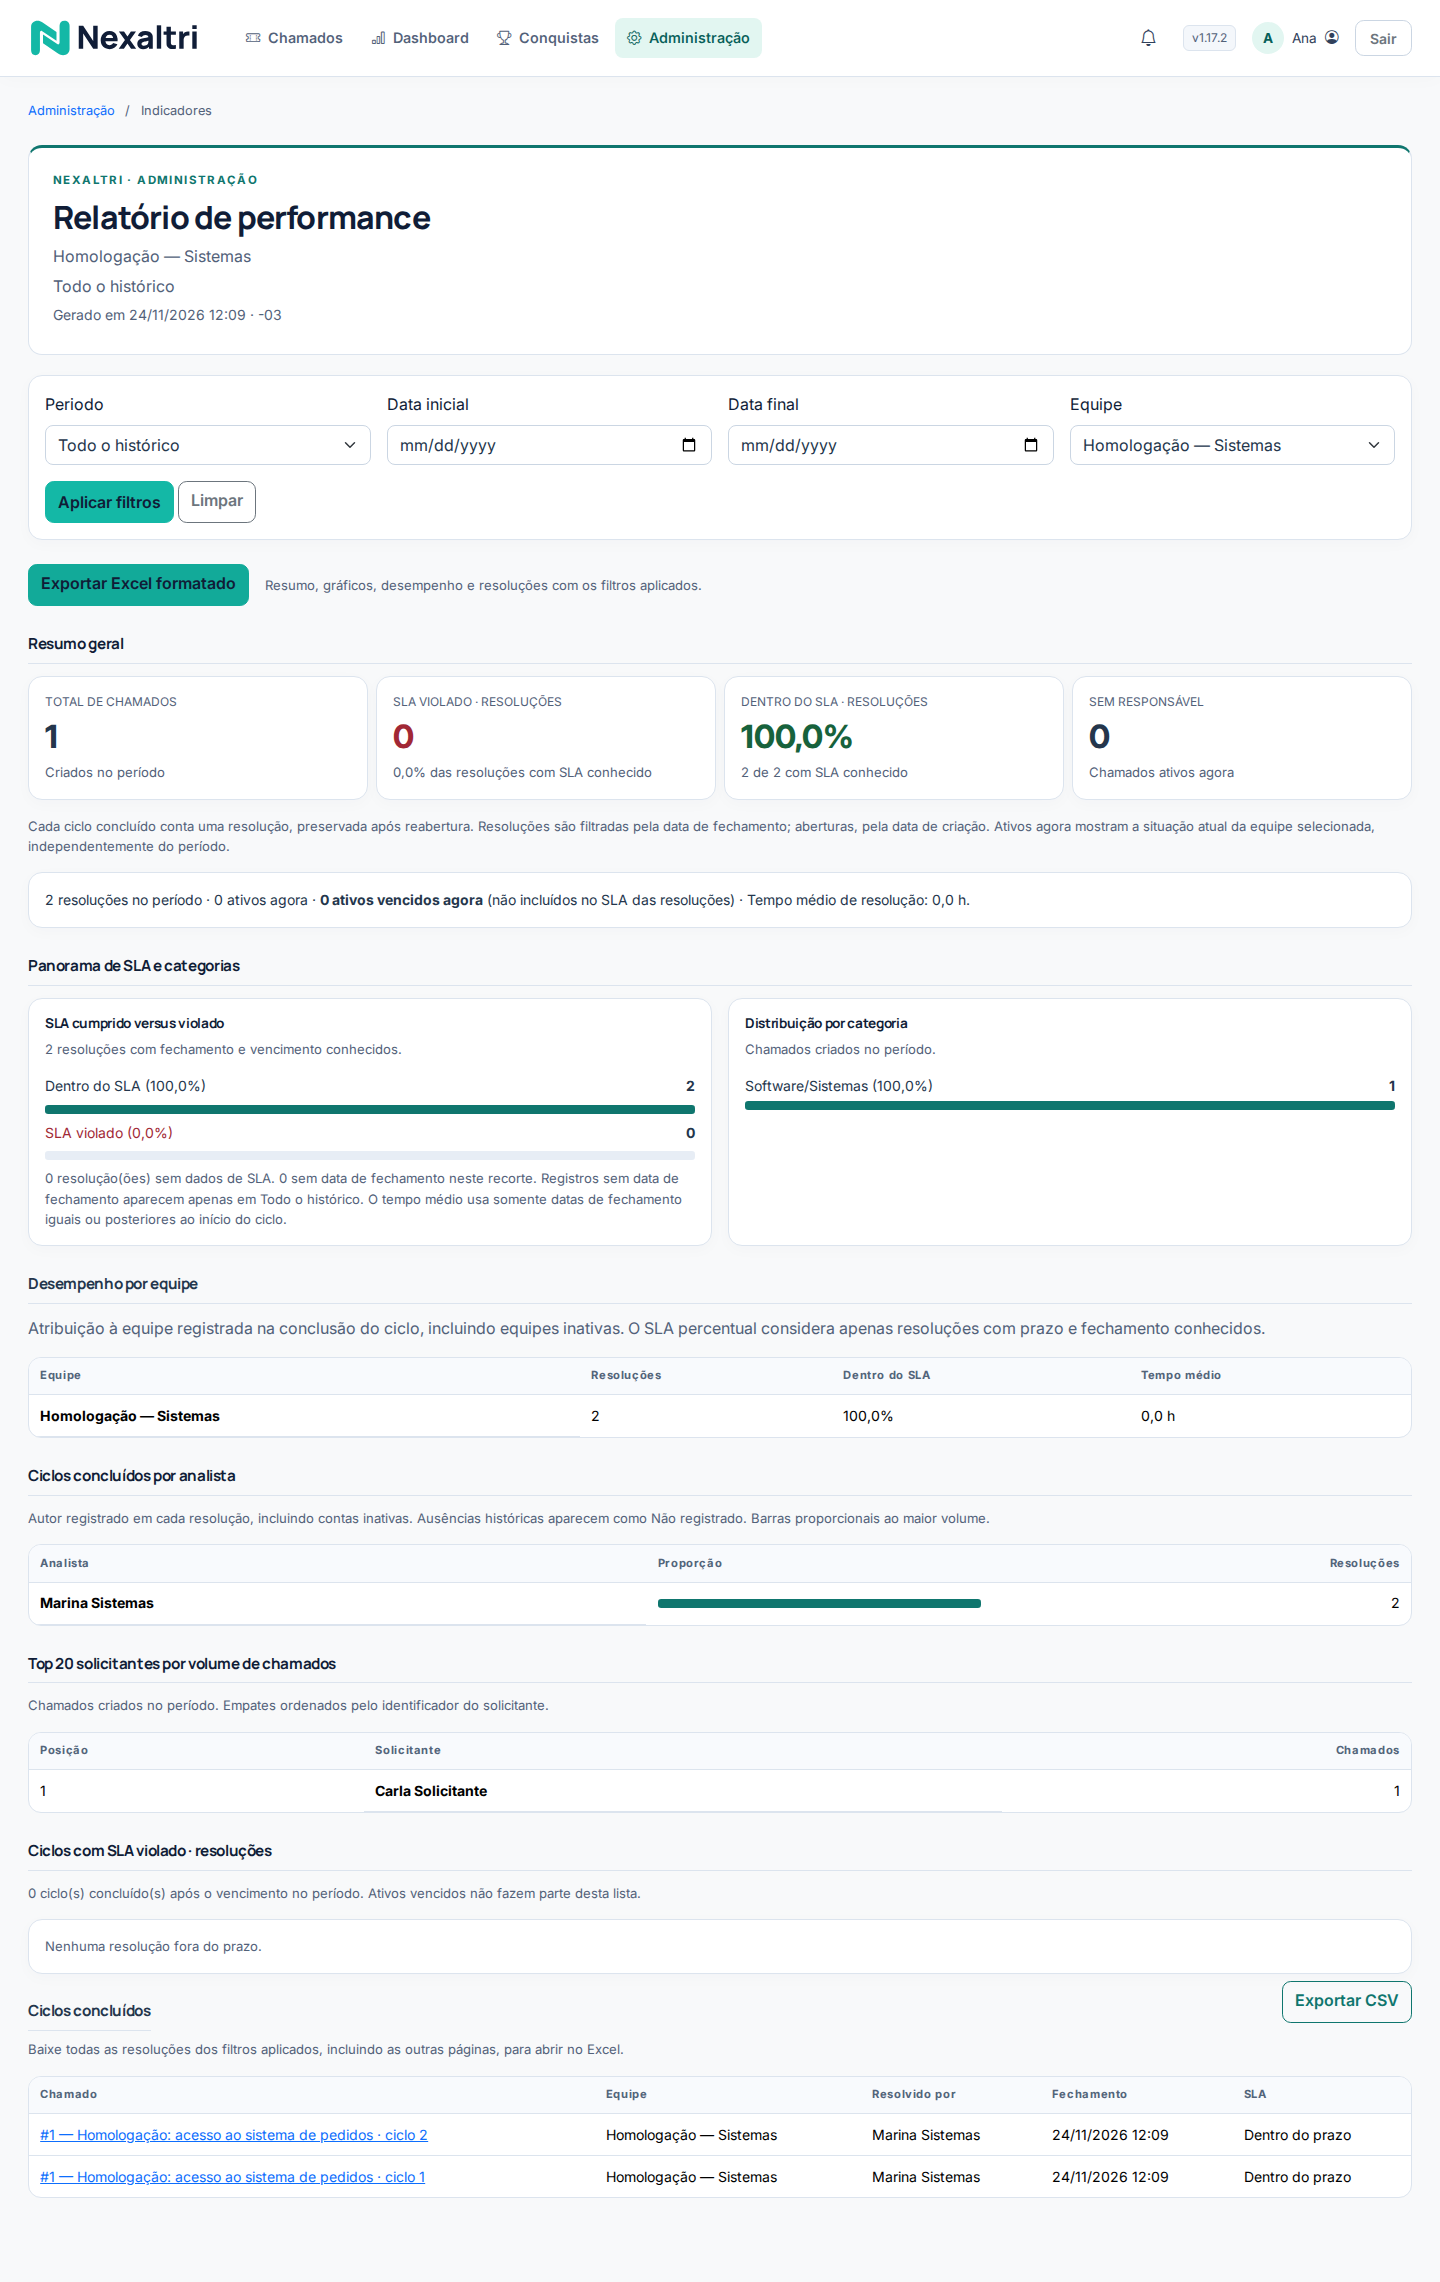 Nexaltri
Chamados
Dashboard
Conquistas
Administração
v1.17.2
A
Ana
Sair
Administração / Indicadores
NEXALTRI · ADMINISTRAÇÃO
Relatório de performance
Homologação — Sistemas
Todo o histórico
Gerado em 24/11/2026 12:09 · -03
Periodo
Data inicial
Data final
Equipe
Todo o histórico
mm/dd/yyyy
mm/dd/yyyy
Homologação — Sistemas
Aplicar filtros
Limpar
Exportar Excel formatado
Resumo, gráficos, desempenho e resoluções com os filtros aplicados.
Resumo geral
TOTAL DE CHAMADOS
1
Criados no período
SLA VIOLADO · RESOLUÇÕES
0
0,0% das resoluções com SLA conhecido
DENTRO DO SLA · RESOLUÇÕES
100,0%
2 de 2 com SLA conhecido
SEM RESPONSÁVEL
0
Chamados ativos agora
Cada ciclo concluído conta uma resolução, preservada após reabertura. Resoluções são filtradas pela data de fechamento; aberturas, pela data de criação. Ativos agora mostram a situação atual da equipe selecionada,
independentemente do período.
2 resoluções no período · 0 ativos agora · 0 ativos vencidos agora (não incluídos no SLA das resoluções) · Tempo médio de resolução: 0,0 h.
Panorama de SLA e categorias
SLA cumprido versus violado
2 resoluções com fechamento e vencimento conhecidos.
Dentro do SLA (100,0%) 2
SLA violado (0,0%) 0
0 resolução(ões) sem dados de SLA. 0 sem data de fechamento neste recorte. Registros sem data de
fechamento aparecem apenas em Todo o histórico. O tempo médio usa somente datas de fechamento
iguais ou posteriores ao início do ciclo.
Distribuição por categoria
Chamados criados no período.
Software/Sistemas (100,0%) 1
Desempenho por equipe
Atribuição à equipe registrada na conclusão do ciclo, incluindo equipes inativas. O SLA percentual considera apenas resoluções com prazo e fechamento conhecidos.
Equipe Resoluções Dentro do SLA Tempo médio
Homologação — Sistemas 2 100,0% 0,0 h
Ciclos concluídos por analista
Autor registrado em cada resolução, incluindo contas inativas. Ausências históricas aparecem como Não registrado. Barras proporcionais ao maior volume.
Analista Proporção Resoluções
Marina Sistemas 2
Top 20 solicitantes por volume de chamados
Chamados criados no período. Empates ordenados pelo identificador do solicitante.
Posição Solicitante Chamados
1 Carla Solicitante 1
Ciclos com SLA violado · resoluções
0 ciclo(s) concluído(s) após o vencimento no período. Ativos vencidos não fazem parte desta lista.
Nenhuma resolução fora do prazo.
Ciclos concluídos
Exportar CSV
Baixe todas as resoluções dos filtros aplicados, incluindo as outras páginas, para abrir no Excel.
Chamado Equipe Resolvido por Fechamento SLA
#1 — Homologação: acesso ao sistema de pedidos · ciclo 2 Homologação — Sistemas Marina Sistemas 24/11/2026 12:09 Dentro do prazo
#1 — Homologação: acesso ao sistema de pedidos · ciclo 1 Homologação — Sistemas Marina Sistemas 24/11/2026 12:09 Dentro do prazo